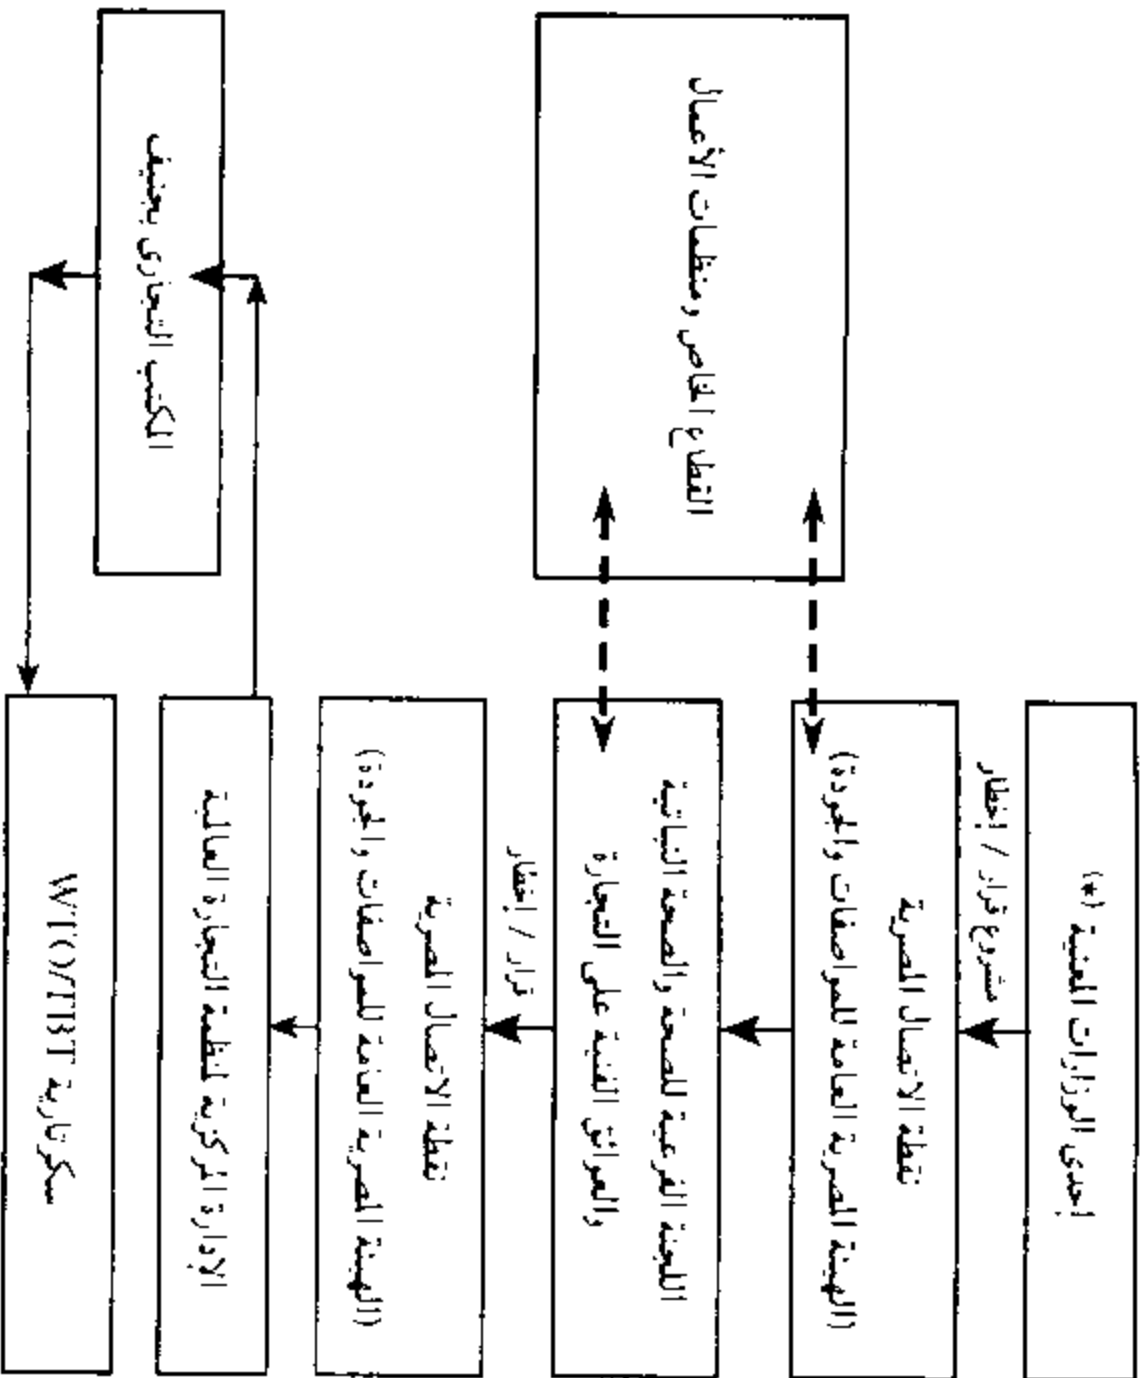 إحدى الوزارات المعنية (*)
مشروع قرار / إخطار
نقطة الاتصال المصرية
(الهيئة المصرية العامة للمواصفات والجودة)
اللجنة الفرعية للصحة والصحة النباتية
والعوائق الفنية على التجارة
قرار / إخطار
نقطة الاتصال المصرية
(الهيئة المصرية العامة للمواصفات والجودة)
الإدارة المركزية لمنظمة التجارة العالمية
سكرتارية WTO/TBT
القطاع الخاص ومنظمات الأعمال
المكتب التجارى بجنيف